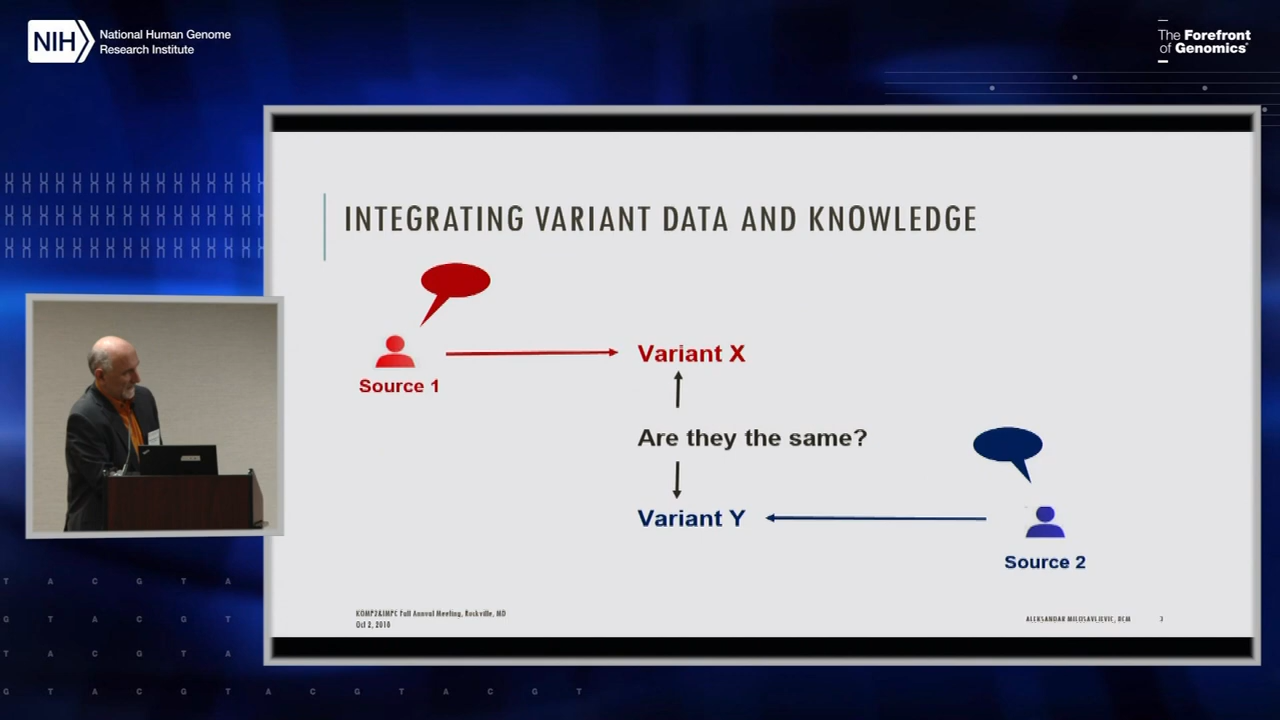 NIH
National Human Genome
Research Institute
The Forefront
of Genomics®
INTEGRATING VARIANT DATA AND KNOWLEDGE
Source 1
Variant X
Are they the same?
Variant Y
Source 2
KOMP2&IMPC Fall Annual Meeting, Rockville, MD
Oct 2, 2018
ALEKSANDAR MILOSAVLJEVIC, BCM 3
T A C G T A
G T A C G T
T A C G T A
G T A C G T A C G T A C G T